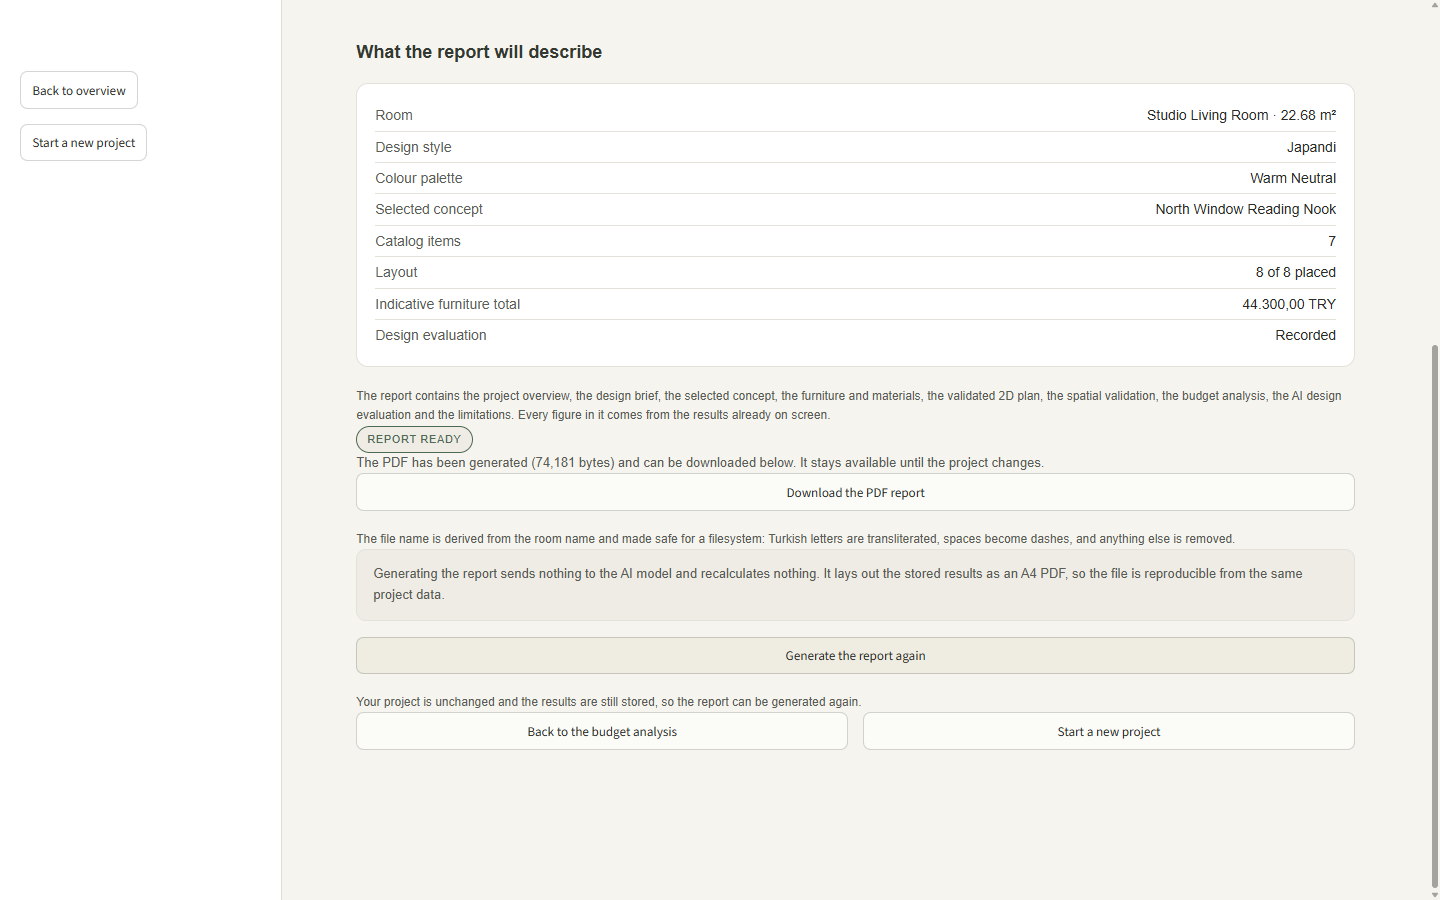 Back to overview
Start a new project
What the report will describe
Room Studio Living Room · 22.68 m²
Design style Japandi
Colour palette Warm Neutral
Selected concept North Window Reading Nook
Catalog items 7
Layout 8 of 8 placed
Indicative furniture total 44.300,00 TRY
Design evaluation Recorded
The report contains the project overview, the design brief, the selected concept, the furniture and materials, the validated 2D plan, the spatial validation, the budget analysis, the AI design
evaluation and the limitations. Every figure in it comes from the results already on screen.
REPORT READY
The PDF has been generated (74,181 bytes) and can be downloaded below. It stays available until the project changes.
Download the PDF report
The file name is derived from the room name and made safe for a filesystem: Turkish letters are transliterated, spaces become dashes, and anything else is removed.
Generating the report sends nothing to the AI model and recalculates nothing. It lays out the stored results as an A4 PDF, so the file is reproducible from the same
project data.
Generate the report again
Your project is unchanged and the results are still stored, so the report can be generated again.
Back to the budget analysis
Start a new project